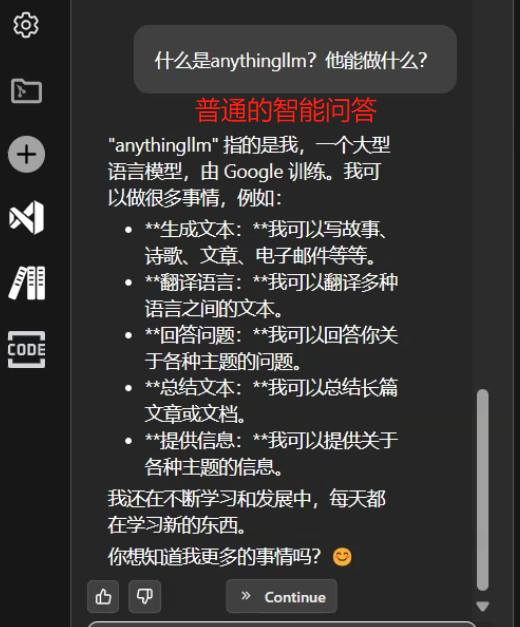 什么是anythingllm？他能做什么？
普通的智能问答
"anythingllm" 指的是我，一个大型
语言模型，由 Google 训练。我可
以做很多事情，例如：
• **生成文本：**我可以写故事、
诗歌、文章、电子邮件等等。
• **翻译语言：**我可以翻译多种
语言之间的文本。
• **回答问题：**我可以回答你关
于各种主题的问题。
• **总结文本：**我可以总结长篇
文章或文档。
• **提供信息：**我可以提供关于
各种主题的信息。
我还在不断学习和发展中，每天都
在学习新的东西。
你想知道我更多的事情吗？😊
» Continue
CODE